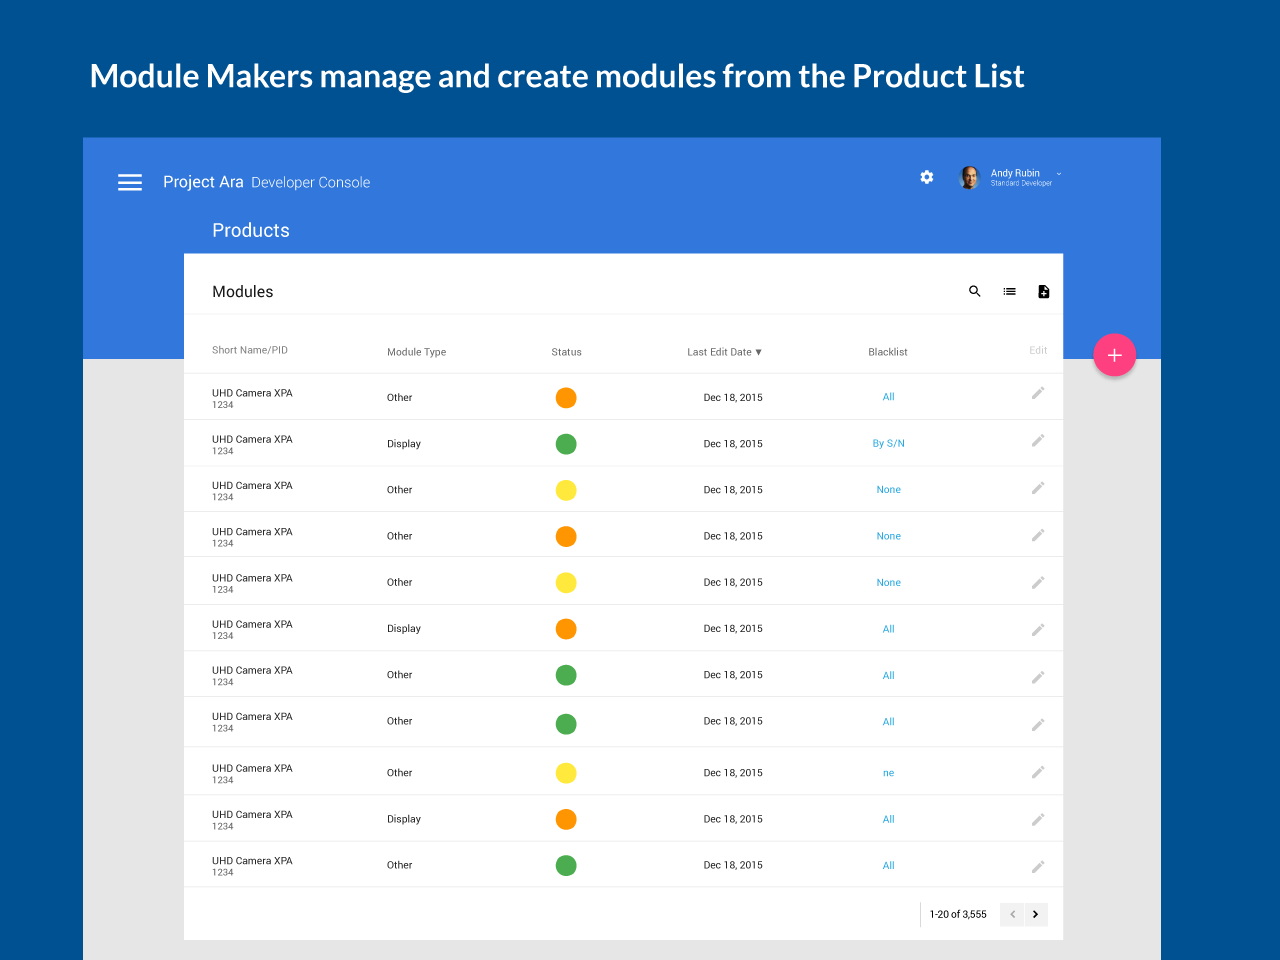 Module Makers manage and create modules from the Product List
Project Ara Developer Console
Andy Rubin
Standard Developer
Products
Modules
Short Name/PID Module Type Status Last Edit Date ▼ Blacklist Edit
UHD Camera XPA
1234
Other Dec 18, 2015 All
UHD Camera XPA
1234
Display Dec 18, 2015 By S/N
UHD Camera XPA
1234
Other Dec 18, 2015 None
UHD Camera XPA
1234
Other Dec 18, 2015 None
UHD Camera XPA
1234
Other Dec 18, 2015 None
UHD Camera XPA
1234
Display Dec 18, 2015 All
UHD Camera XPA
1234
Other Dec 18, 2015 All
UHD Camera XPA
1234
Other Dec 18, 2015 All
UHD Camera XPA
1234
Other Dec 18, 2015 ne
UHD Camera XPA
1234
Display Dec 18, 2015 All
UHD Camera XPA
1234
Other Dec 18, 2015 All
1-20 of 3,555